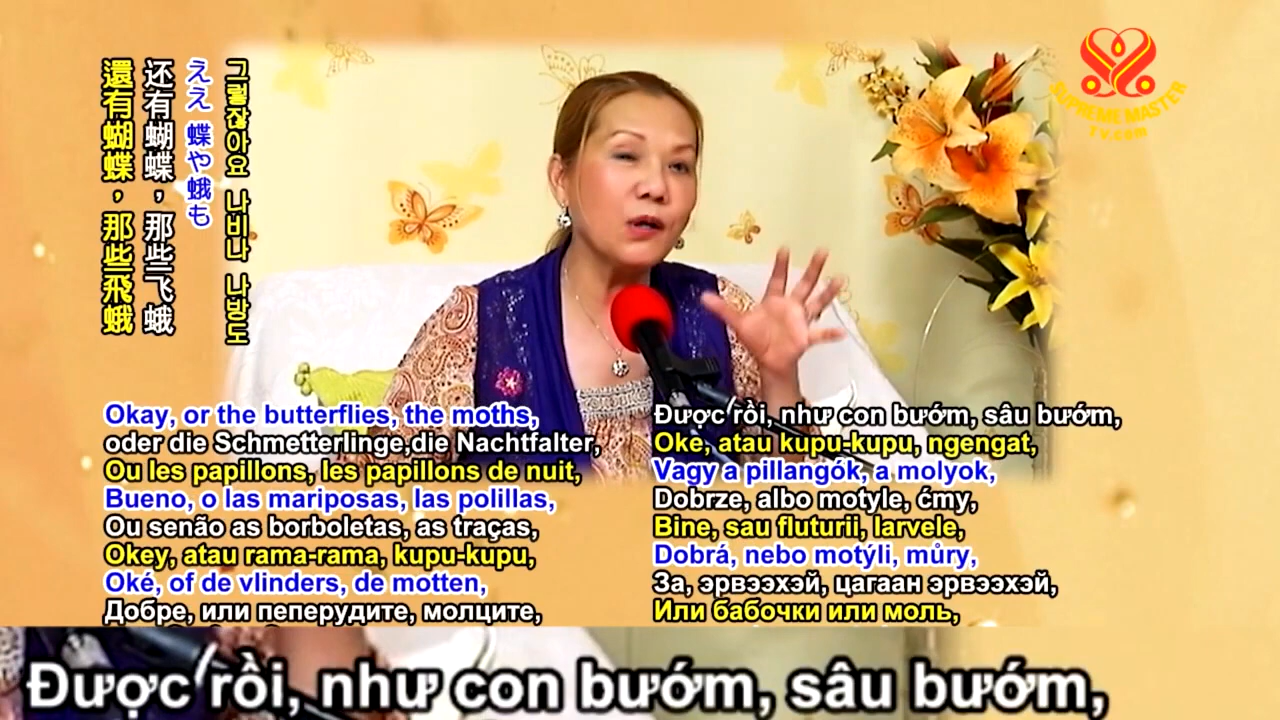 還有蝴蝶，那些飛蛾
还有蝴蝶，那些飞蛾
ええ 蝶や蛾も
그렇잖아요 나비나 나방도
SUPREME MASTER
TV.com
Okay, or the butterflies, the moths,
oder die Schmetterlinge,die Nachtfalter,
Ou les papillons, les papillons de nuit,
Bueno, o las mariposas, las polillas,
Ou senão as borboletas, as traças,
Okey, atau rama-rama, kupu-kupu,
Oké, of de vlinders, de motten,
Добре, или пеперудите, молците,
Được rồi, như con bướm, sâu bướm,
Oke, atau kupu-kupu, ngengat,
Vagy a pillangók, a molyok,
Dobrze, albo motyle, ćmy,
Bine, sau fluturii, larvele,
Dobrá, nebo motýli, můry,
За, эрвээхэй, цагаан эрвээхэй,
Или бабочки или моль,
Được rồi, như con bướm, sâu bướm,